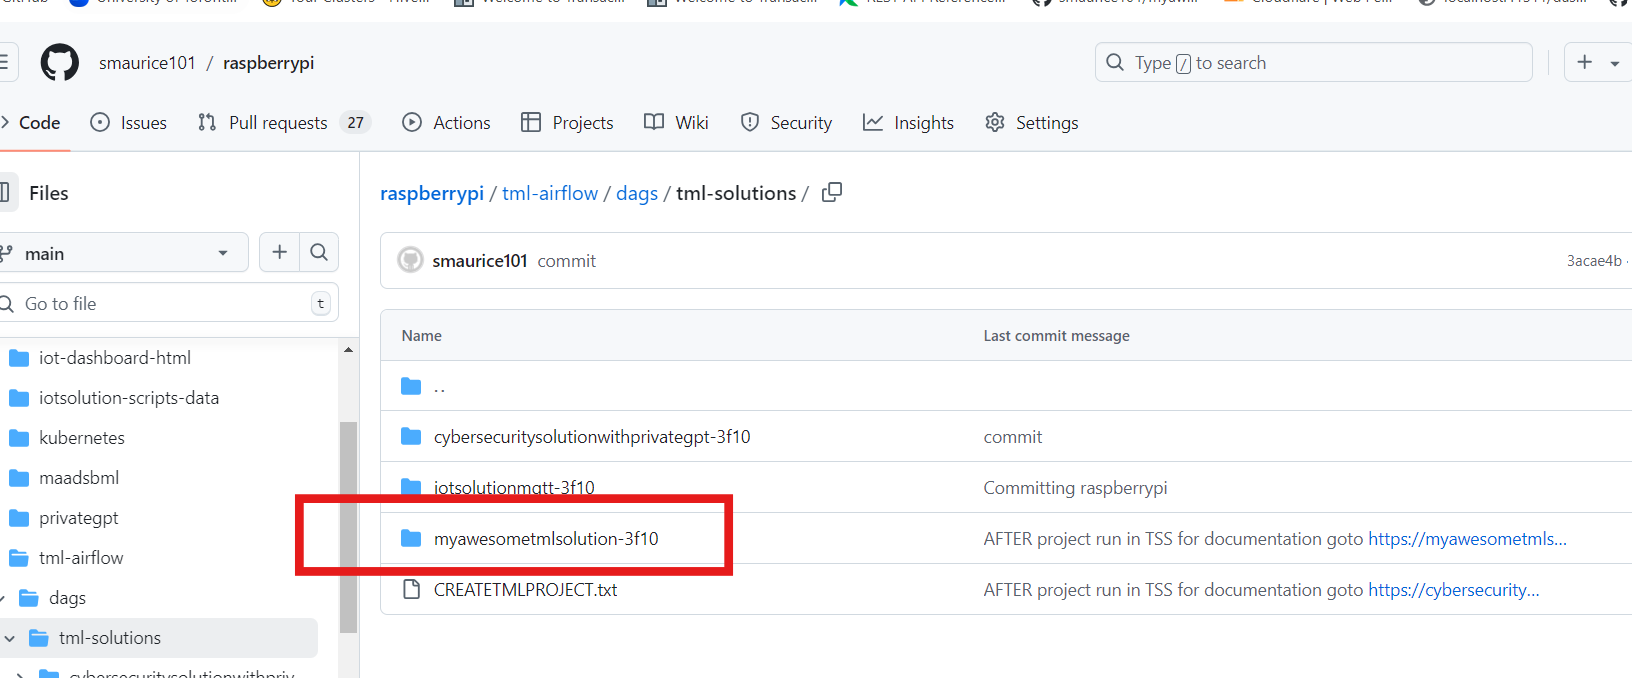 smaurice101 / raspberrypi
Type / to search
Code Issues Pull requests 27 Actions Projects Wiki Security Insights Settings
Files
raspberrypi / tml-airflow / dags / tml-solutions /
main
smaurice101 commit 3acae4b ·
Go to file t
Name Last commit message
iot-dashboard-html
..
iotsolution-scripts-data
kubernetes
cybersecuritysolutionwithprivategpt-3f10 commit
maadsbml
iotsolutionmqtt-3f10 Committing raspberrypi
privategpt
myawesometmlsolution-3f10 AFTER project run in TSS for documentation goto https://myawesometmls...
tml-airflow
CREATETMLPROJECT.txt AFTER project run in TSS for documentation goto https://cybersecurity...
dags
tml-solutions
cybersecuritysolutionwithpriv